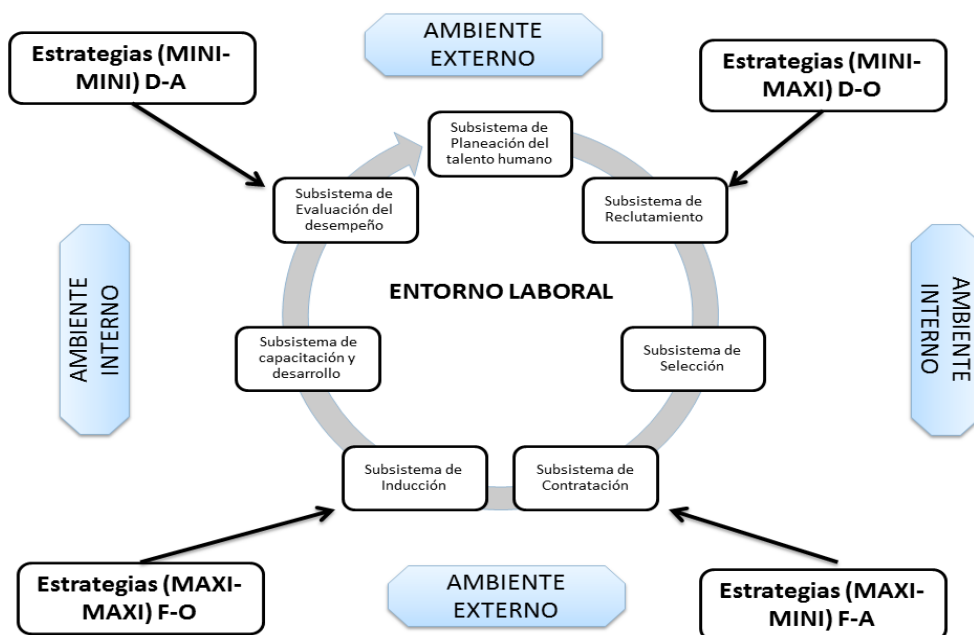 AMBIENTE
EXTERNO
Estrategias (MINI-
MINI) D-A
Estrategias (MINI-
MAXI) D-O
Subsistema de
Planeación del
talento humano
Subsistema de
Evaluación del
desempeño
Subsistema de
Reclutamiento
AMBIENTE
INTERNO
ENTORNO LABORAL
AMBIENTE
INTERNO
Subsistema de
capacitación y
desarrollo
Subsistema de
Selección
Subsistema de
Inducción
Subsistema de
Contratación
Estrategias (MAXI-
MAXI) F-O
AMBIENTE
EXTERNO
Estrategias (MAXI-
MINI) F-A